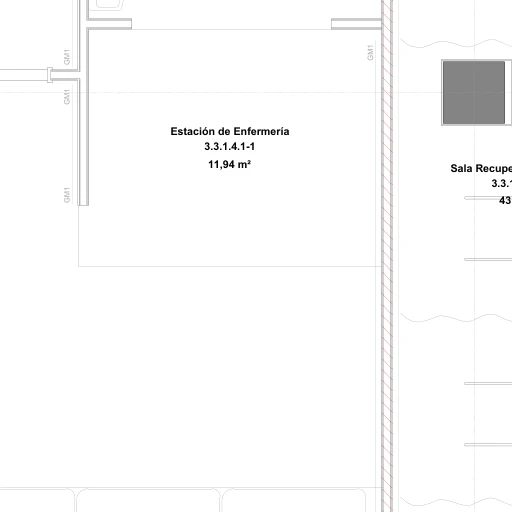 GM1
GM1
GM1
GM1
Estación de Enfermería
3.3.1.4.1-1
11,94 m²
Sala Recupe
3.3.1
43